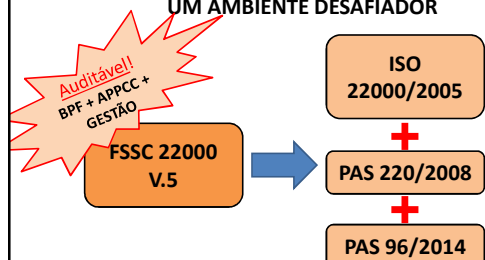 UM AMBIENTE DESAFIADOR
Auditável!
BPF + APPCC +
GESTÃO
FSSC 22000
V.5
ISO
22000/2005
+
PAS 220/2008
+
PAS 96/2014